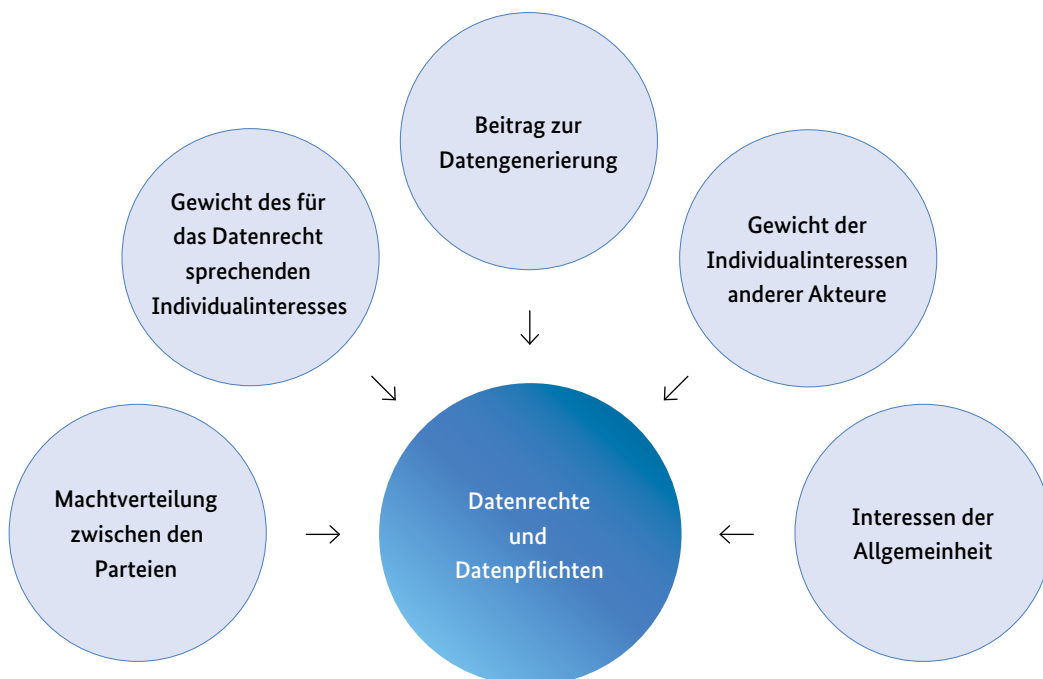 Beitrag zur
Datengenerierung
Gewicht des für
das Datenrecht
sprechenden
Individualinteresses
Gewicht der
Individualinteressen
anderer Akteure
Machtverteilung
zwischen den
Parteien
Datenrechte
und
Datenpflichten
Interessen der
Allgemeinheit